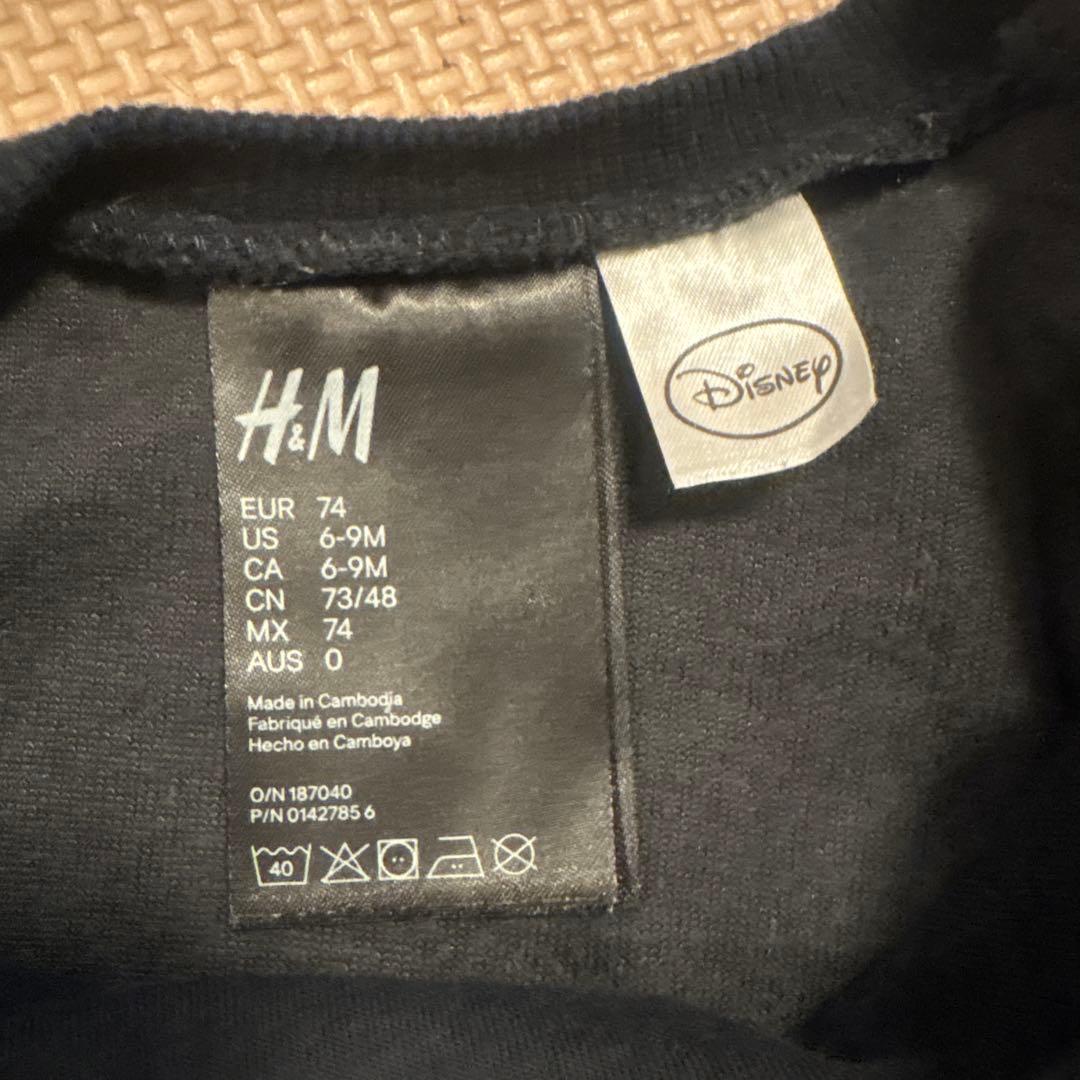 H&M
EUR 74
US 6-9M
CA 6-9M
CN 73/48
MX 74
AUS 0
Made in Cambodia
Fabriqué en Cambodge
Hecho en Camboya
O/N 187040
P/N 0142785 6
40
DISNEY